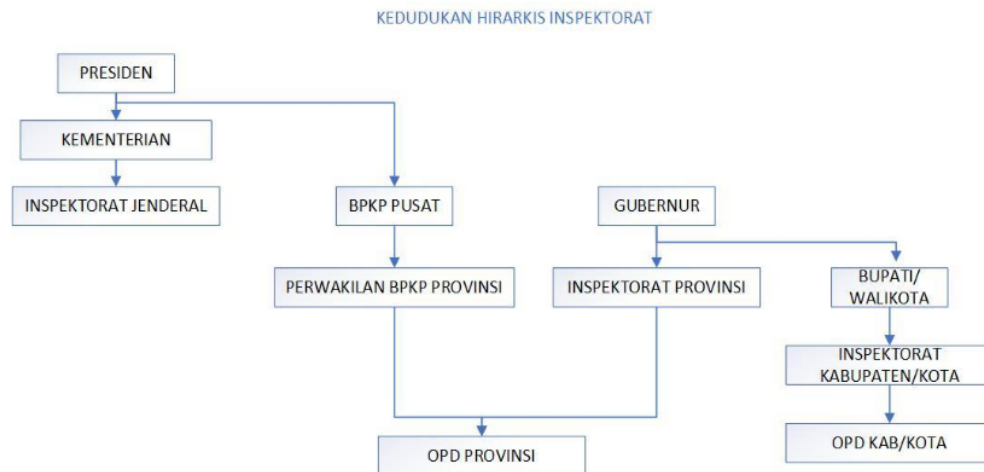 KEDUDUKAN HIRARKIS INSPEKTORAT
PRESIDEN
KEMENTERIAN
INSPEKTORAT JENDERAL
BPKP PUSAT
GUBERNUR
PERWAKILAN BPKP PROVINSI
INSPEKTORAT PROVINSI
BUPATI/
WALIKOTA
INSPEKTORAT
KABUPATEN/KOTA
OPD PROVINSI
OPD KAB/KOTA